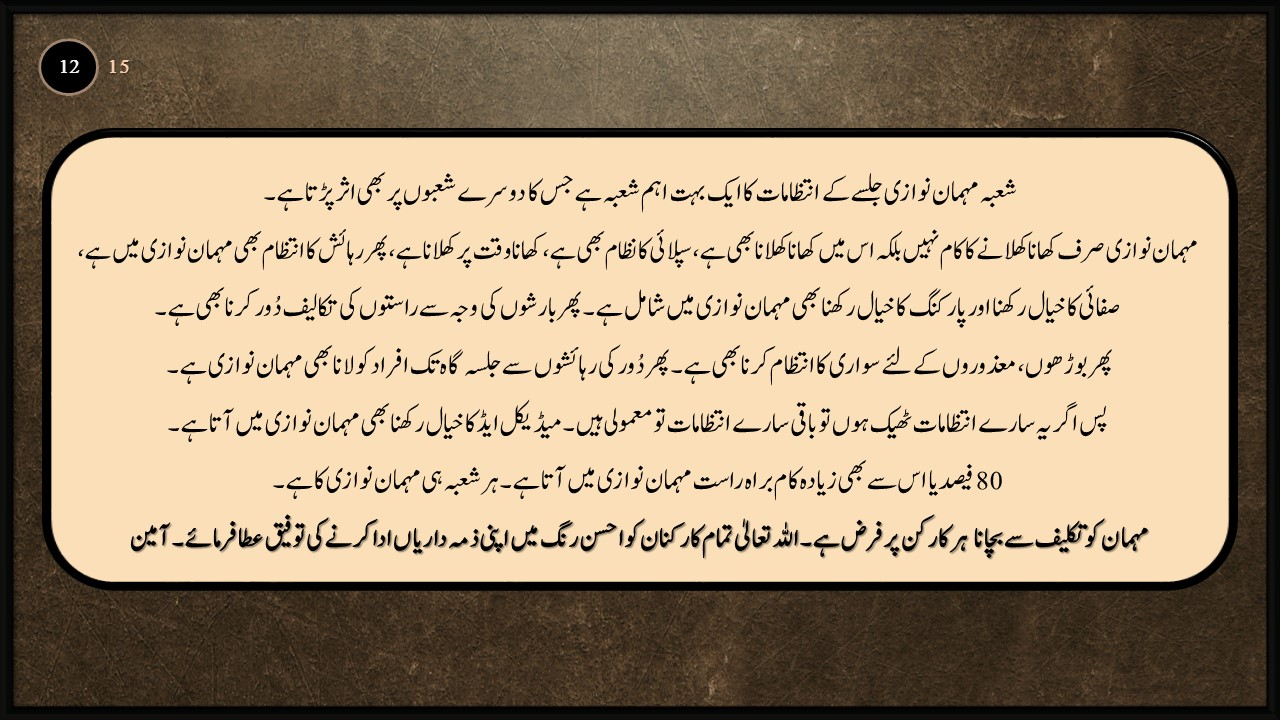 12 15
شعبہ مہمان نوازی جلسے کے انتظامات کا ایک بہت اہم شعبہ ہے جس کا دوسرے شعبوں پر بھی اثر پڑتا ہے۔
مہمان نوازی صرف کھانا کھلانے کا کام نہیں بلکہ اس میں کھانا کھلانا بھی ہے، سپلائی کا نظام بھی ہے، کھانا وقت پر کھلانا ہے، پھر رہائش کا انتظام بھی مہمان نوازی میں ہے،
صفائی کا خیال رکھنا اور پارکنگ کا خیال رکھنا بھی مہمان نوازی میں شامل ہے۔ پھر بارشوں کی وجہ سے راستوں کی تکالیف دُور کرنا بھی ہے۔
پھر بوڑھوں، معذوروں کے لئے سواری کا انتظام کرنا بھی ہے۔ پھر دُور کی رہائشوں سے جلسہ گاہ تک افراد کو لانا بھی مہمان نوازی ہے۔
پس اگر یہ سارے انتظامات ٹھیک ہوں تو باقی سارے انتظامات تو معمولی ہیں۔ میڈیکل ایڈ کا خیال رکھنا بھی مہمان نوازی میں آتا ہے۔
80 فیصد یا اس سے بھی زیادہ کام براہ راست مہمان نوازی میں آتا ہے۔ ہر شعبہ ہی مہمان نوازی کا ہے۔
مہمان کو تکلیف سے بچانا ہر کارکن پر فرض ہے۔ اللہ تعالیٰ تمام کارکنان کو احسن رنگ میں اپنی ذمہ داریاں ادا کرنے کی توفیق عطا فرمائے۔ آمین